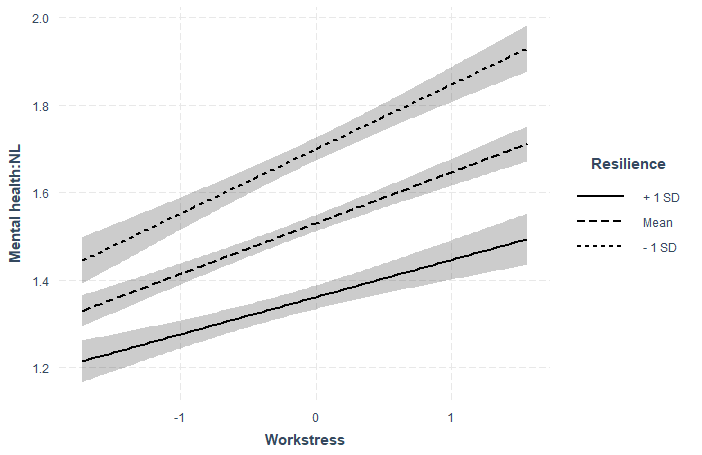 2.0
1.8
1.6
1.4
1.2
Mental health:NL
-1
0
1
Workstress
Resilience
+ 1 SD
Mean
- 1 SD